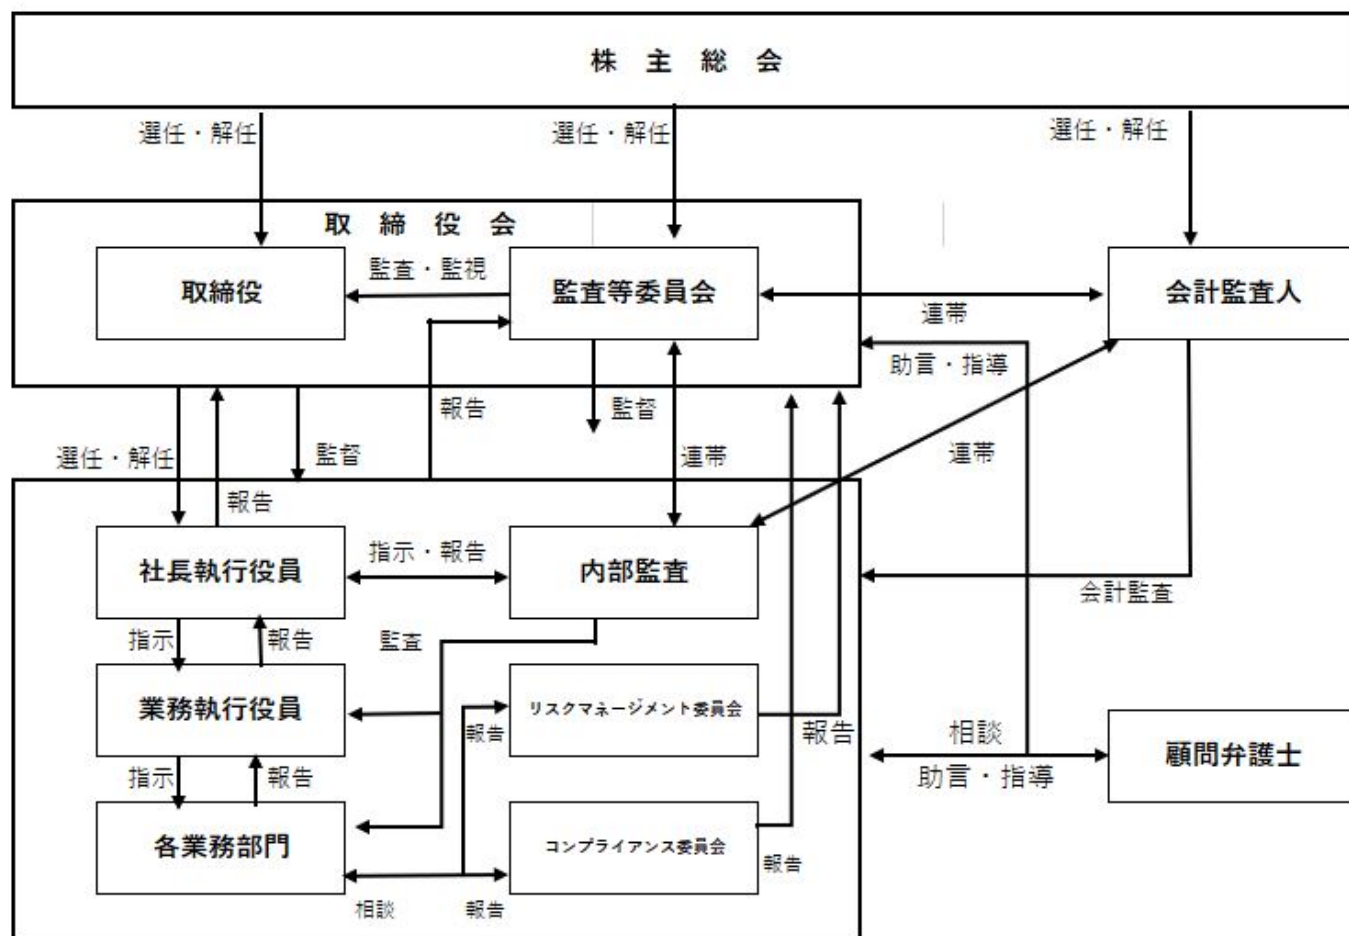 株 主 総 会
選任・解任
選任・解任
選任・解任
取 締 役 会
取締役
監査・監視
監査等委員会
連帯
会計監査人
助言・指導
選任・解任
報告
監督
報告
監督
連帯
連帯
社長執行役員
指示・報告
内部監査
会計監査
指示
報告
監査
業務執行役員
報告
リスクマネージメント委員会
報告
相談
助言・指導
顧問弁護士
指示
報告
各業務部門
コンプライアンス委員会
報告
相談
報告